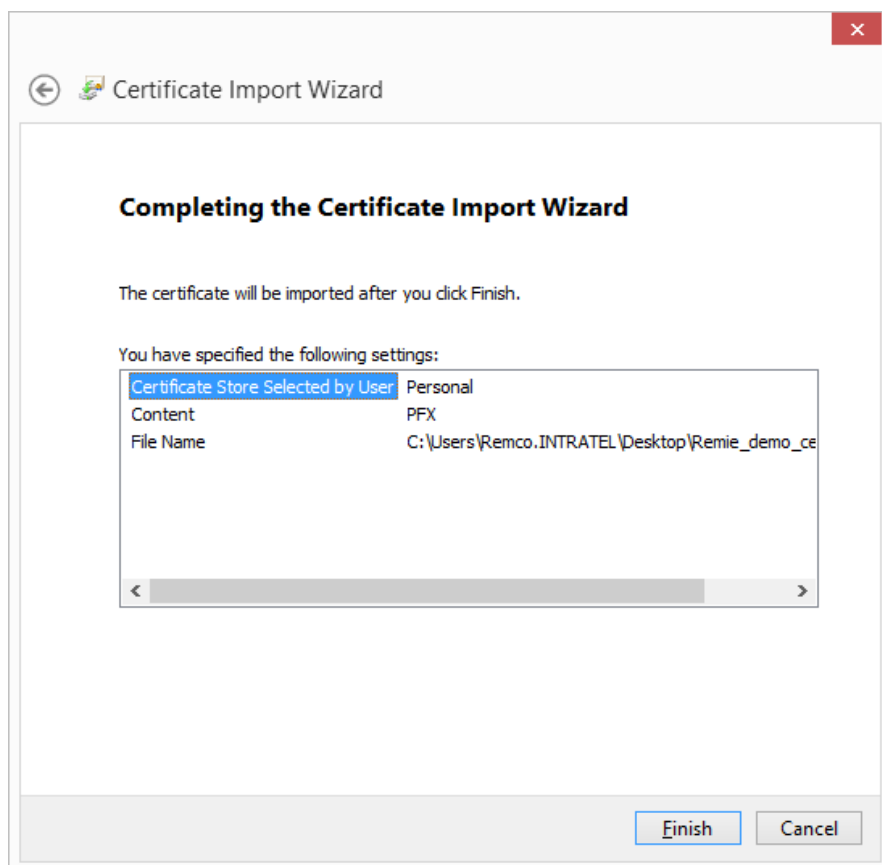 Certificate Import Wizard
Completing the Certificate Import Wizard
The certificate will be imported after you click Finish.
You have specified the following settings:
Certificate Store Selected by User Personal
Content PFX
File Name C:\Users\Remco.INTRATEL\Desktop\Remie_demo_ce
Finish Cancel